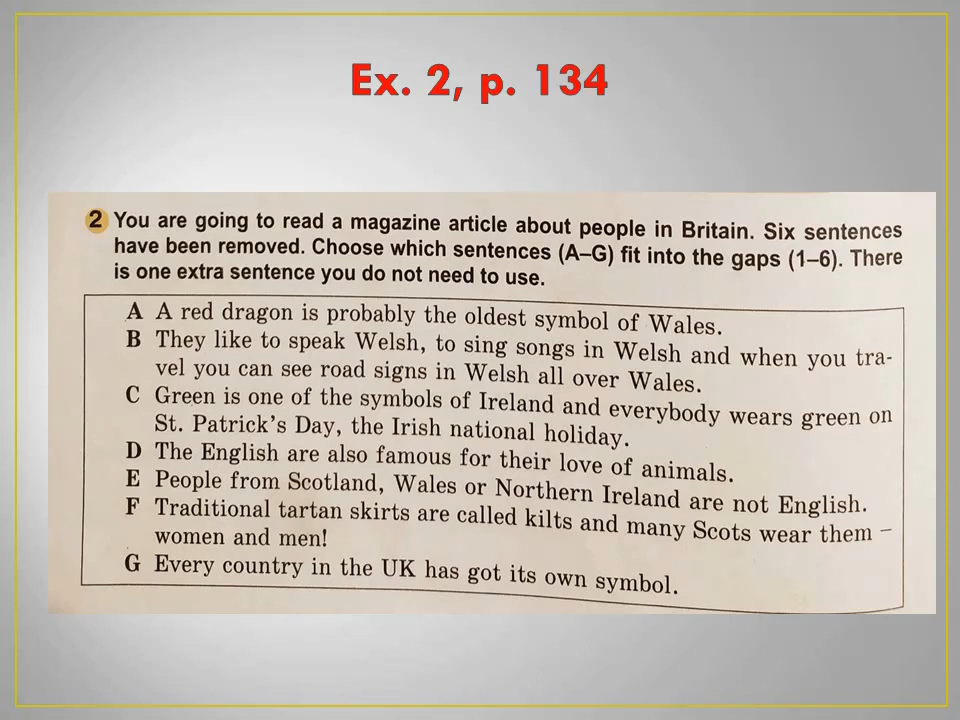 Ex. 2, p. 134
2 You are going to read a magazine article about people in Britain. Six sentences
have been removed. Choose which sentences (A–G) fit into the gaps (1–6). There
is one extra sentence you do not need to use.
A A red dragon is probably the oldest symbol of Wales.
B They like to speak Welsh, to sing songs in Welsh and when you tra-
vel you can see road signs in Welsh all over Wales.
C Green is one of the symbols of Ireland and everybody wears green on
St. Patrick's Day, the Irish national holiday.
D The English are also famous for their love of animals.
E People from Scotland, Wales or Northern Ireland are not English.
F Traditional tartan skirts are called kilts and many Scots wear them –
women and men!
G Every country in the UK has got its own symbol.